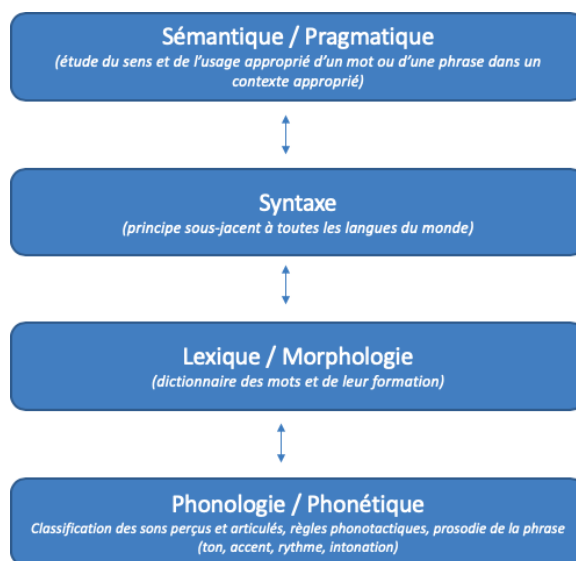 Sémantique / Pragmatique
(étude du sens et de l'usage approprié d'un mot ou d'une phrase dans un
contexte approprié)
Syntaxe
(principe sous-jacent à toutes les langues du monde)
Lexique / Morphologie
(dictionnaire des mots et de leur formation)
Phonologie / Phonétique
Classification des sons perçus et articulés, règles phonotactiques, prosodie de la phrase
(ton, accent, rythme, intonation)